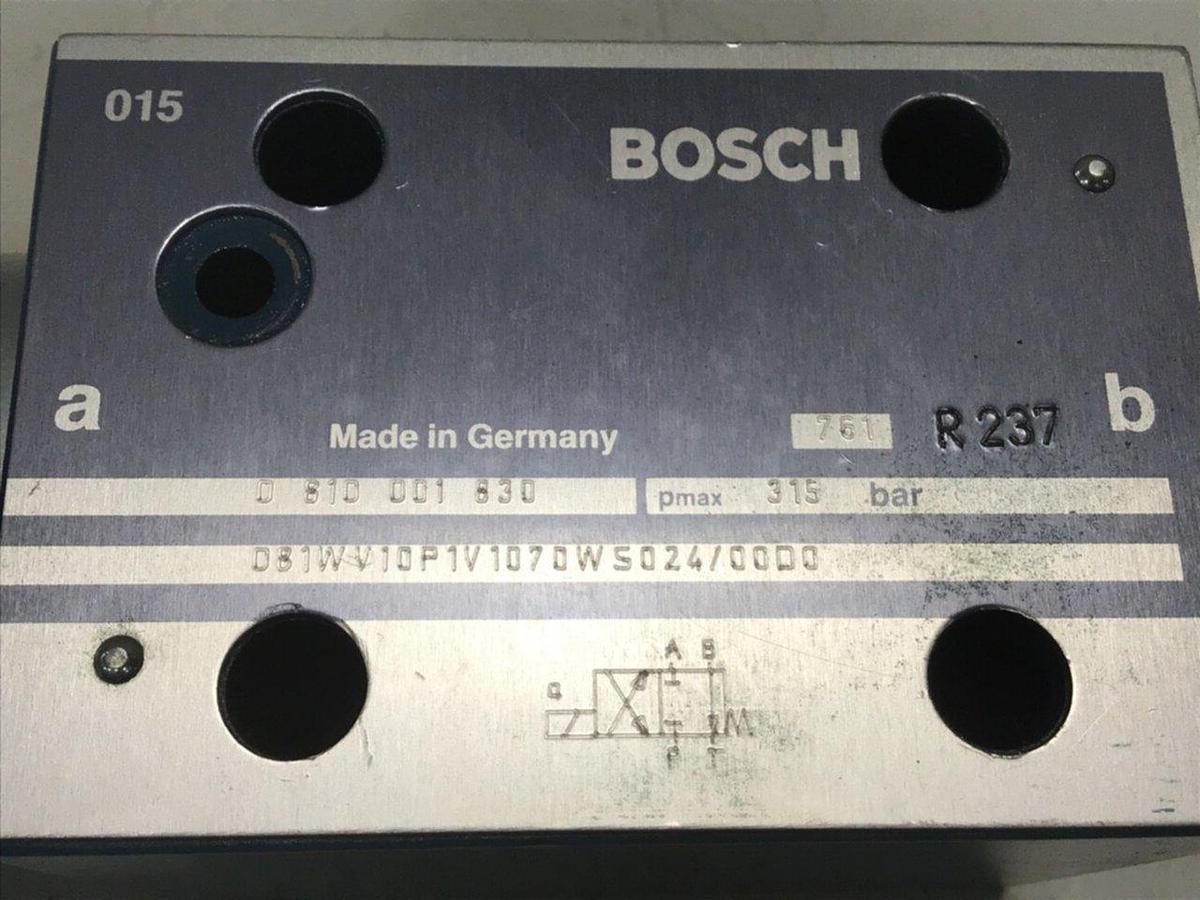 015
BOSCH
a
b
Made in Germany
761
R 237
0 810 001 830
pmax 315 bar
081WV10P1V1070WS024/00D0
A B
a
M
P T